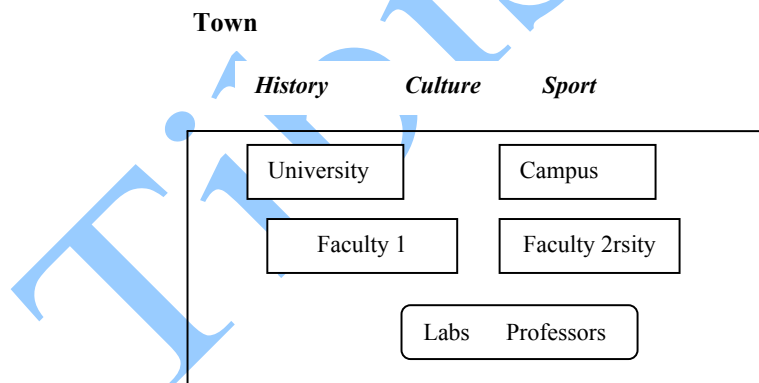 Town
History Culture Sport
University Campus
Faculty 1 Faculty 2rsity
Labs Professors